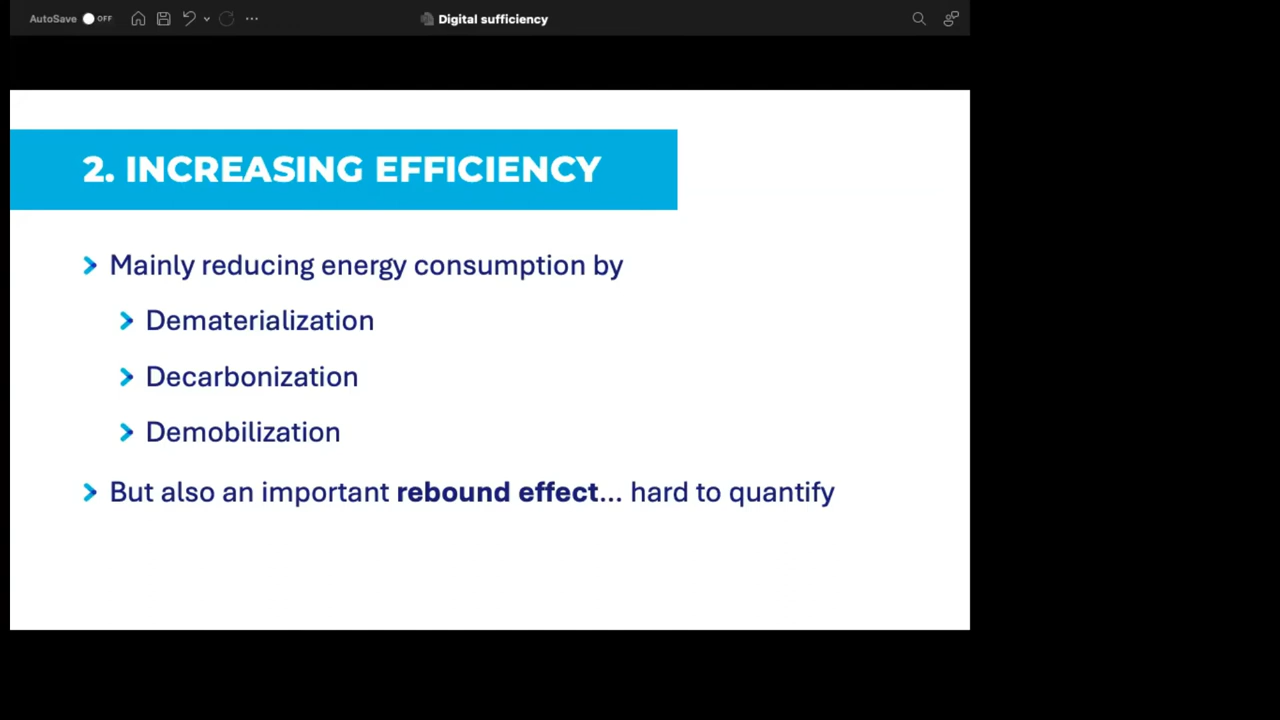 AutoSave OFF
Digital sufficiency
2. INCREASING EFFICIENCY
Mainly reducing energy consumption by
Dematerialization
Decarbonization
Demobilization
But also an important rebound effect... hard to quantify